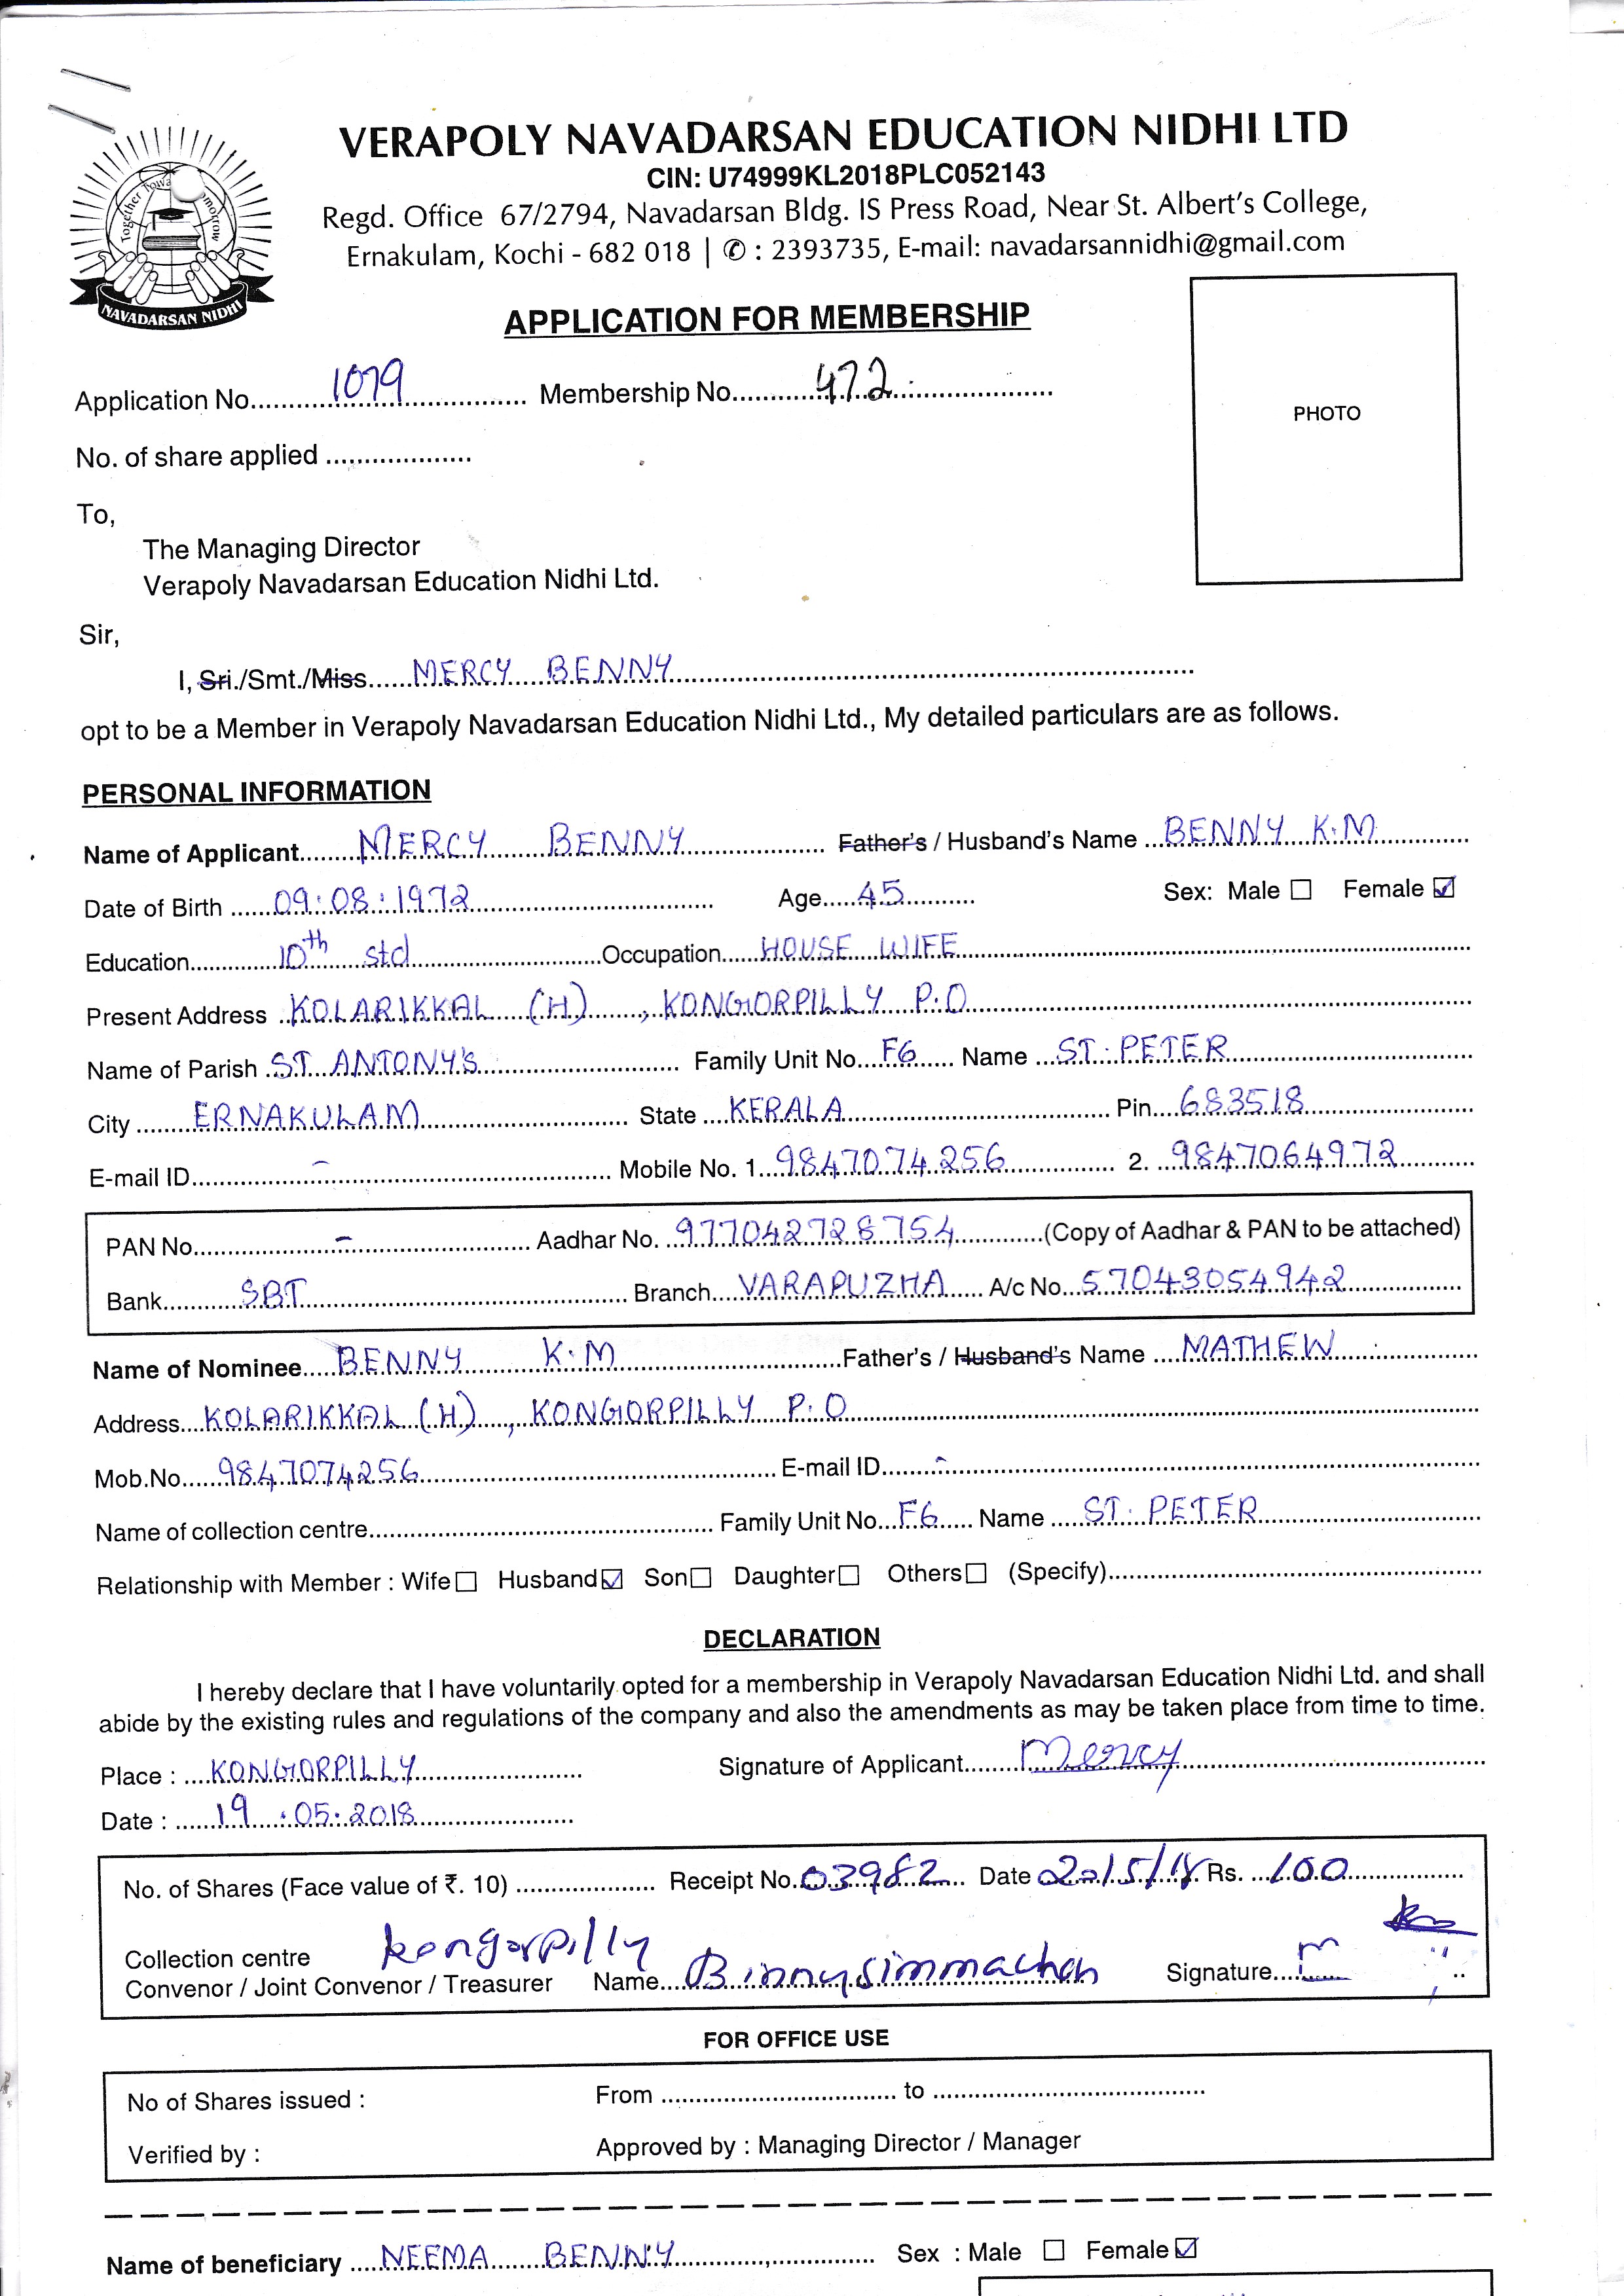 VERAPOLY NAVADARSAN EDUCATION NIDHI LTD
CIN: U74999KL2018PLC052143
Regd. Office 67/2794, Navadarsan Bldg. IS Press Road, Near St. Albert's College,
Ernakulam, Kochi - 682 018 | ✆ : 2393735, E-mail: navadarsannidhi@gmail.com
Together Towa omorrow
NAVADARSAN NIDHI
APPLICATION FOR MEMBERSHIP
PHOTO
Application No. 1079 Membership No. 472
No. of share applied
To,
The Managing Director
Verapoly Navadarsan Education Nidhi Ltd.
Sir,
I, Sri./Smt./Miss MERCY BENNY
opt to be a Member in Verapoly Navadarsan Education Nidhi Ltd., My detailed particulars are as follows.
PERSONAL INFORMATION
Name of Applicant MERCY BENNY Father's / Husband's Name BENNY K.M
Date of Birth 09:08:1972 Age 45 Sex: Male ☐ Female ☑
Education 10th std Occupation HOUSE WIFE
Present Address KOLARIKKAL (H), KONGORPILLY P.O
Name of Parish ST. ANTONY'S Family Unit No. F6 Name ST. PETER
City ERNAKULAM State KERALA Pin 683518
E-mail ID - Mobile No. 1. 9847074256 2. 9847064972
PAN No. - Aadhar No. 977042728754 (Copy of Aadhar & PAN to be attached)
Bank SBT Branch VARAPUZHA A/c No. 57043054942
Name of Nominee BENNY K.M Father's / Husband's Name MATHEW
Address KOLARIKKAL (H), KONGORPILLY P.O
Mob.No. 9847074256 E-mail ID -
Name of collection centre Family Unit No. F6 Name ST. PETER
Relationship with Member : Wife ☐ Husband ☑ Son ☐ Daughter ☐ Others ☐ (Specify)
DECLARATION
I hereby declare that I have voluntarily opted for a membership in Verapoly Navadarsan Education Nidhi Ltd. and shall
abide by the existing rules and regulations of the company and also the amendments as may be taken place from time to time.
Place : KONGORPILLY Signature of Applicant Mercy
Date : 19.05.2018
No. of Shares (Face value of ₹. 10) Receipt No. 03982 Date 20/5/18 Rs. 100
Collection centre kongorpilly
Convenor / Joint Convenor / Treasurer Name Binnysimmachan Signature
FOR OFFICE USE
No of Shares issued : From to
Verified by : Approved by : Managing Director / Manager
Name of beneficiary NEEMA BENNY Sex : Male ☐ Female ☑